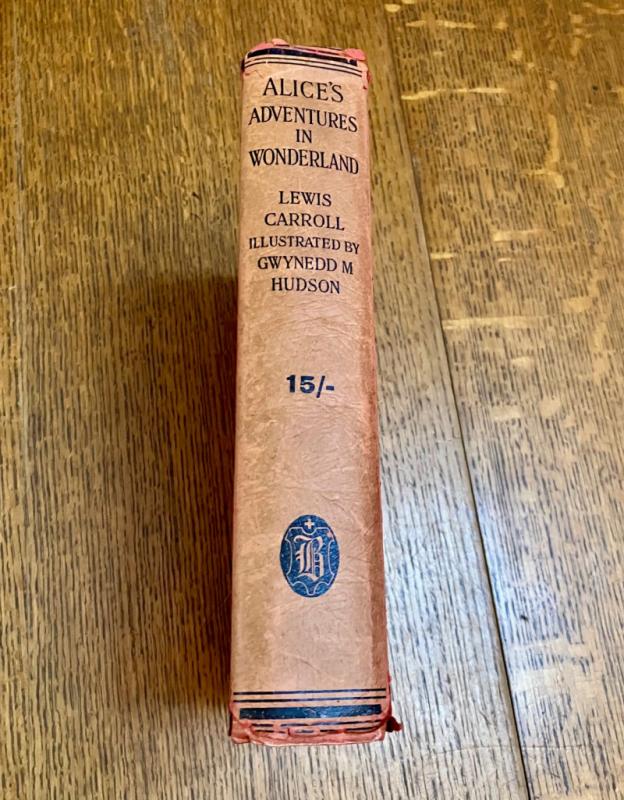 ALICE'S
ADVENTURES
IN
WONDERLAND
LEWIS
CARROLL
ILLUSTRATED BY
GWYNEDD M
HUDSON
15/-
B